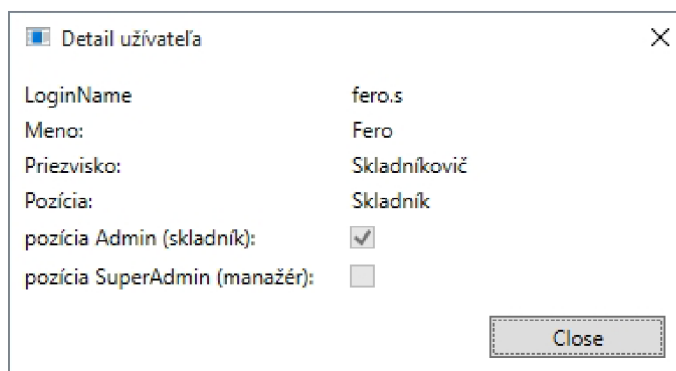 Detail užívateľa
LoginName fero.s
Meno: Fero
Priezvisko: Skladníkovič
Pozícia: Skladník
pozícia Admin (skladník):
pozícia SuperAdmin (manažér):
Close